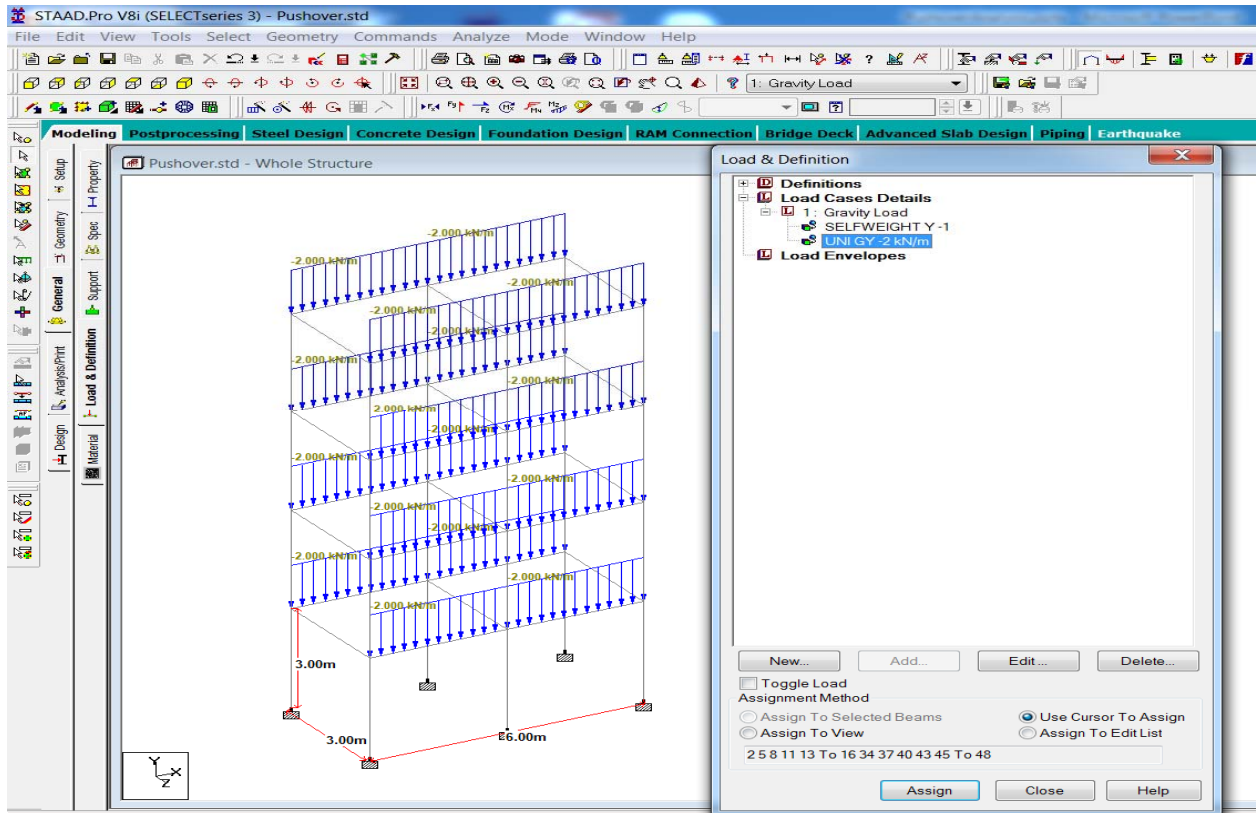 STAAD.Pro V8i (SELECTseries 3) - Pushover.std
File Edit View Tools Select Geometry Commands Analyze Mode Window Help
1: Gravity Load
Modeling Postprocessing Steel Design Concrete Design Foundation Design RAM Connection Bridge Deck Advanced Slab Design Piping Earthquake
Setup
Geometry
General
Analysis/Print
Design
Property
Spec
Support
Load & Definition
Material
Pushover.std - Whole Structure
-2.000 kN/m
-2.000 kN/m
-2.000 kN/m
-2.000 kN/m
-2.000 kN/m
-2.000 kN/m
-2.000 kN/m
2.000 kN/m
-2.000 kN/m
-2.000 kN/m
-2.000 kN/m
-2.000 kN/m
-2.000 kN/m
-2.000 kN/m
-2.000 kN/m
-2.000 kN/m
3.00m
3.00m
6.00m
Y
X
Z
Load & Definition
Definitions
Load Cases Details
1 : Gravity Load
SELFWEIGHT Y -1
UNI GY -2 kN/m
Load Envelopes
New... Add... Edit... Delete...
Toggle Load
Assignment Method
Assign To Selected Beams Use Cursor To Assign
Assign To View Assign To Edit List
2 5 8 11 13 To 16 34 37 40 43 45 To 48
Assign Close Help